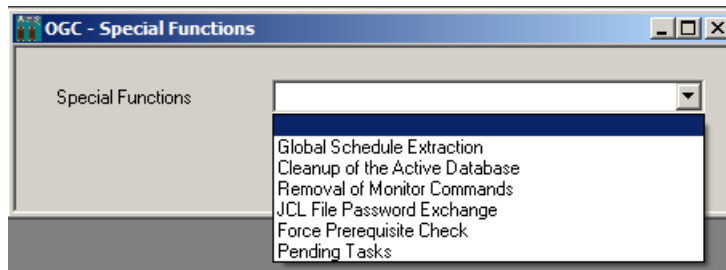 OGC - Special Functions
Special Functions
Global Schedule Extraction
Cleanup of the Active Database
Removal of Monitor Commands
JCL File Password Exchange
Force Prerequisite Check
Pending Tasks